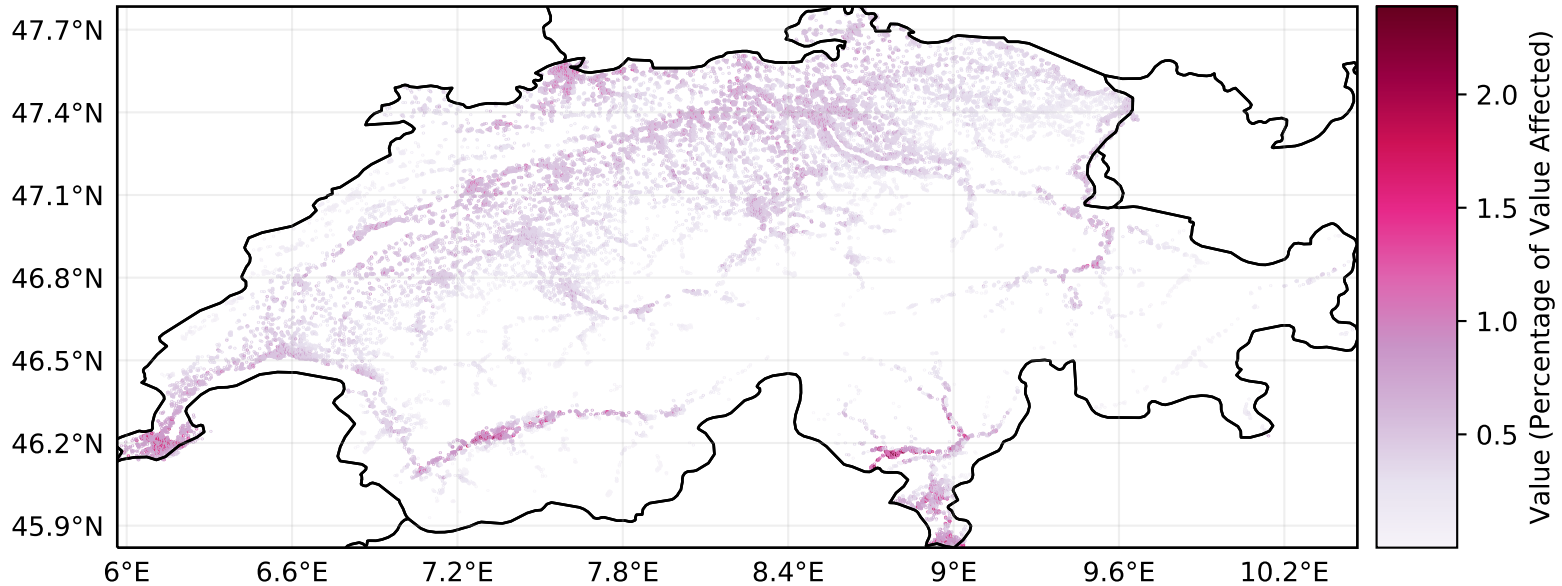 47.7°N
47.4°N
47.1°N
46.8°N
46.5°N
46.2°N
45.9°N
6°E 6.6°E 7.2°E 7.8°E 8.4°E 9°E 9.6°E 10.2°E
2.0
1.5
1.0
0.5
Value (Percentage of Value Affected)